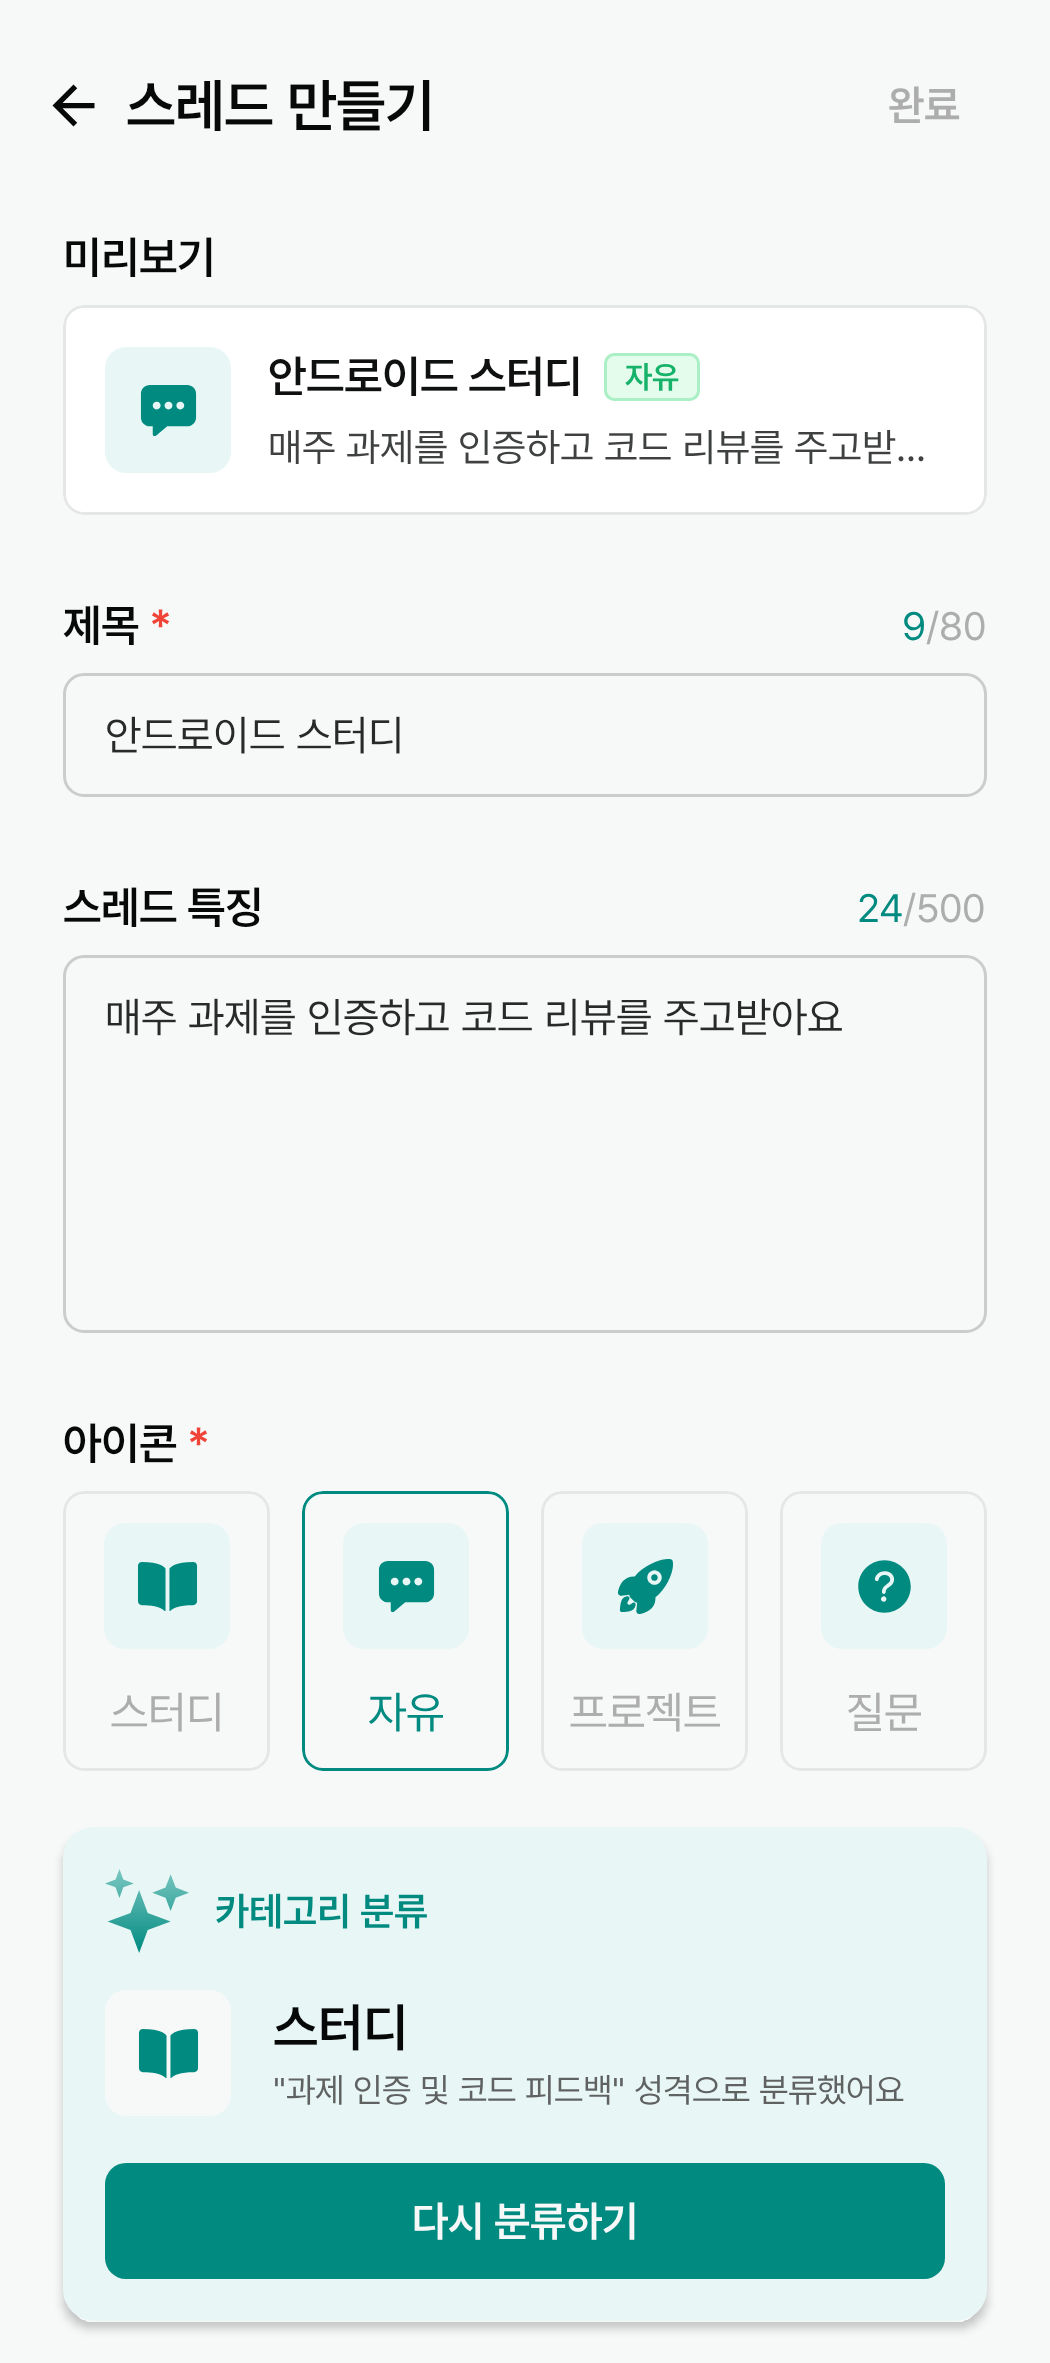 스레드 만들기
완료
미리보기
안드로이드 스터디 자유
매주 과제를 인증하고 코드 리뷰를 주고받...
제목 *
9/80
안드로이드 스터디
스레드 특징
24/500
매주 과제를 인증하고 코드 리뷰를 주고받아요
아이콘 *
스터디
자유
프로젝트
질문
카테고리 분류
스터디
"과제 인증 및 코드 피드백" 성격으로 분류했어요
다시 분류하기